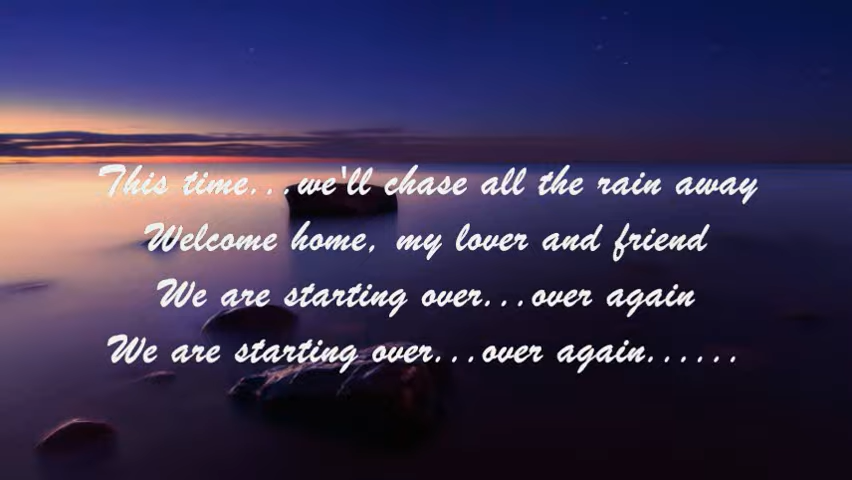 This time...we'll chase all the rain away
Welcome home, my lover and friend
We are starting over...over again
We are starting over...over again......